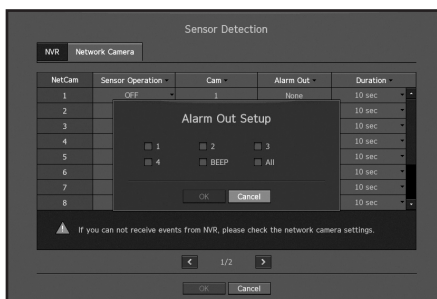 Sensor Detection
NVR Network Camera
NetCam Sensor Operation Cam Alarm Out Duration
1 OFF 1 None 10 sec
2 10 sec
Alarm Out Setup
3 10 sec
4 10 sec
1 2 3
5 10 sec
4 BEEP All
6 10 sec
7 10 sec
OK Cancel
8 10 sec
If you can not receive events from NVR, please check the network camera settings.
1/2
OK Cancel